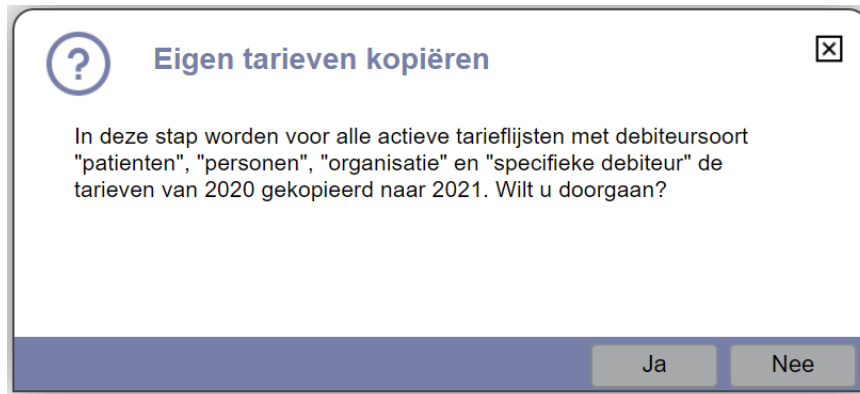 Eigen tarieven kopiëren
In deze stap worden voor alle actieve tarieflijsten met debiteursoort
"patienten", "personen", "organisatie" en "specifieke debiteur" de
tarieven van 2020 gekopieerd naar 2021. Wilt u doorgaan?
Ja Nee